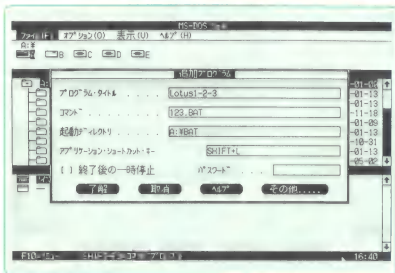 MS-DOS
ファイル(F) オプション(O) 表示(U) ヘルプ(H)
A:¥
B C D E
追加プログラム
プログラム・タイトル . . . . Lotus1-2-3
コマンド . . . . 123.BAT
起動ディレクトリ . . . . A:¥BAT
アプリケーション・ショートカット・キー SHIFT+L
[ ] 終了後の一時停止 パスワード . . . .
了解 取消 ヘルプ その他.....
-01-13
-01-13
-11-18
-01-13
-01-09
-01-13
-10-31
-01-13
16:40